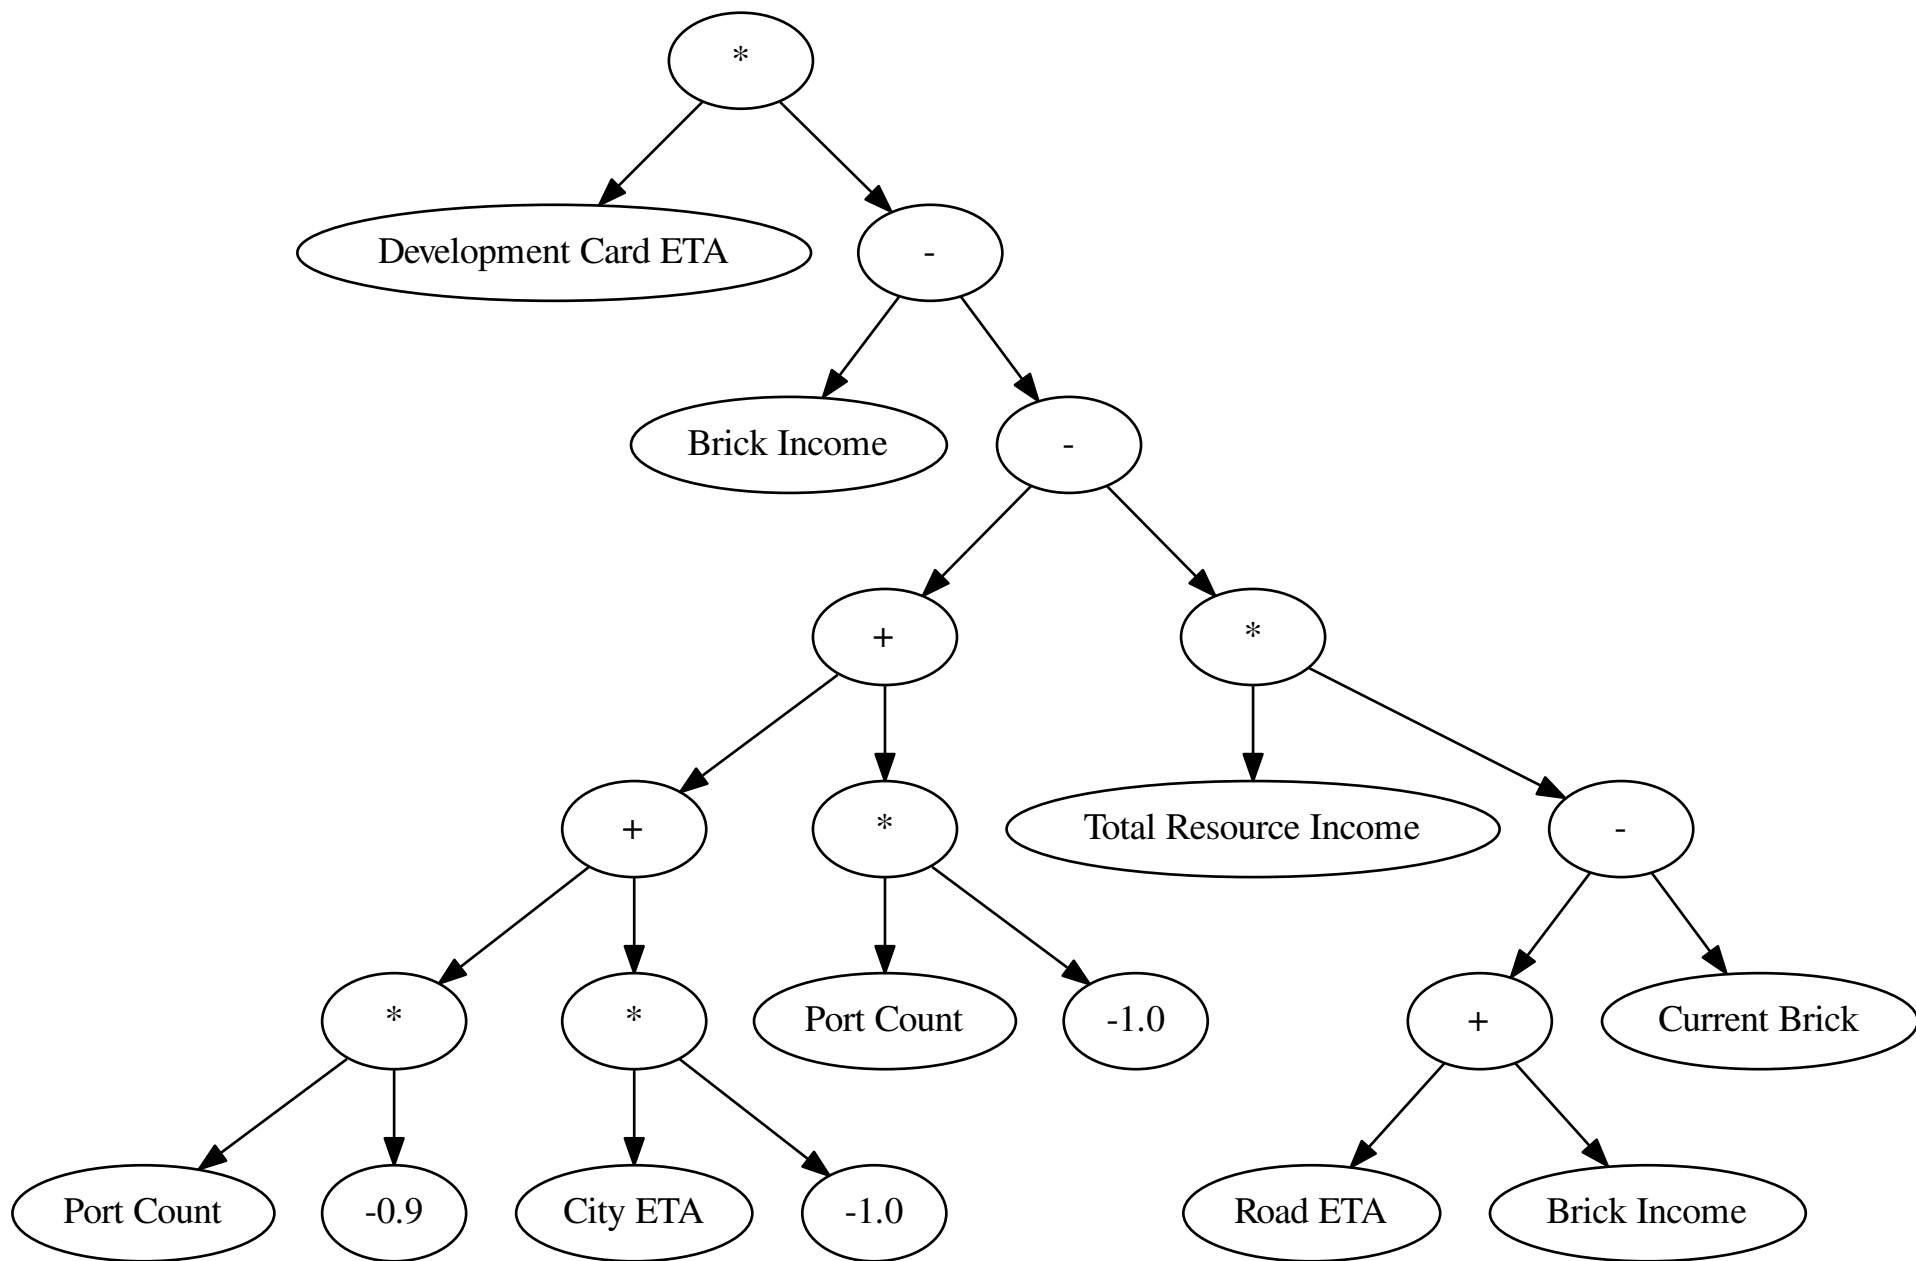 *
Development Card ETA
-
Brick Income
-
+
*
+
*
Total Resource Income
-
*
*
Port Count
-1.0
+
Current Brick
Port Count
-0.9
City ETA
-1.0
Road ETA
Brick Income